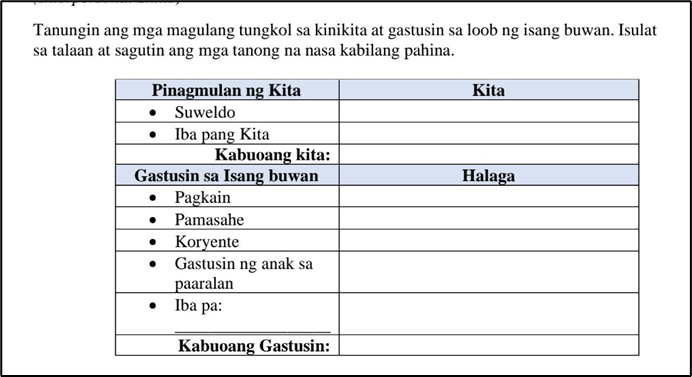 Tanungin ang mga magulang tungkol sa kinikita at gastusin sa loob ng isang buwan. Isulat
sa talaan at sagutin ang mga tanong na nasa kabilang pahina.
Pinagmulan ng Kita Kita
• Suweldo
• Iba pang Kita
Kabuoang kita:
Gastusin sa Isang buwan Halaga
• Pagkain
• Pamasahe
• Koryente
• Gastusin ng anak sa
paaralan
• Iba pa:
Kabuoang Gastusin: